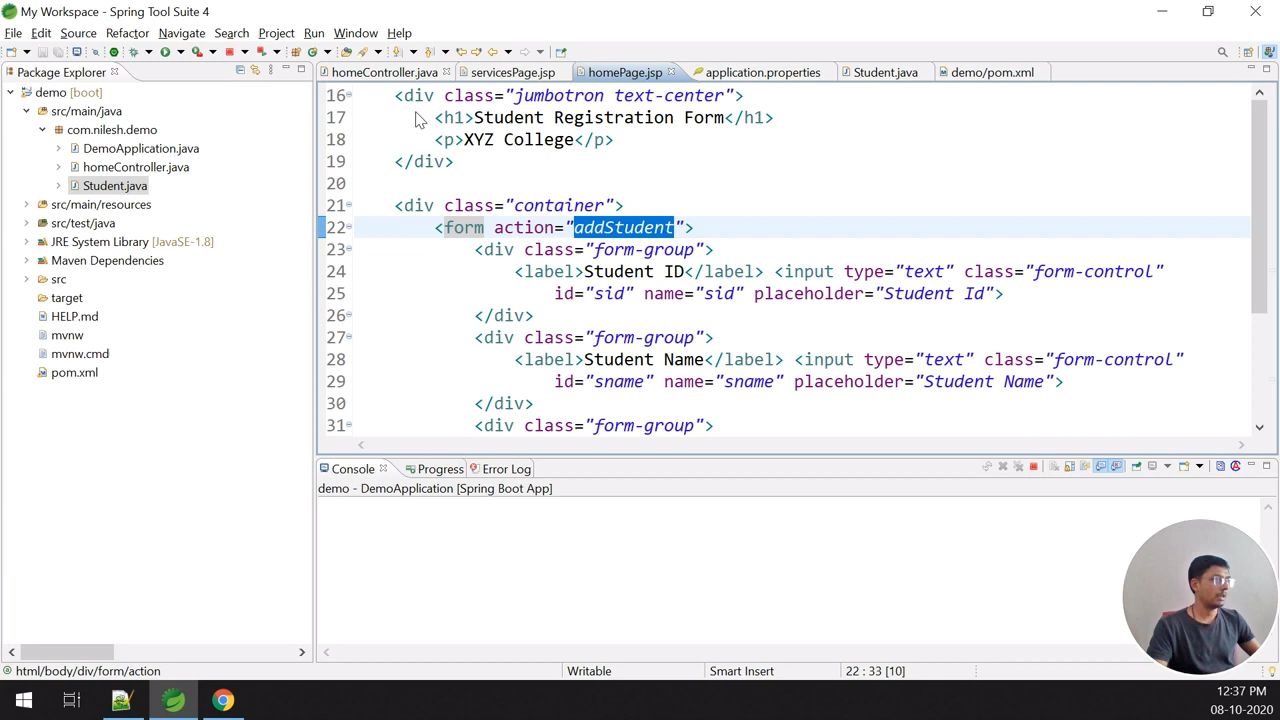 My Workspace - Spring Tool Suite 4
File Edit Source Refactor Navigate Search Project Run Window Help
Package Explorer
homeController.java servicesPage.jsp homePage.jsp application.properties Student.java demo/pom.xml
demo [boot]
src/main/java
com.nilesh.demo
DemoApplication.java
homeController.java
Student.java
src/main/resources
src/test/java
JRE System Library [JavaSE-1.8]
Maven Dependencies
src
target
HELP.md
mvnw
mvnw.cmd
pom.xml
16 <div class="jumbotron text-center">
17 <h1>Student Registration Form</h1>
18 <p>XYZ College</p>
19 </div>
20
21 <div class="container">
22 <form action="addStudent">
23 <div class="form-group">
24 <label>Student ID</label> <input type="text" class="form-control"
25 id="sid" name="sid" placeholder="Student Id">
26 </div>
27 <div class="form-group">
28 <label>Student Name</label> <input type="text" class="form-control"
29 id="sname" name="sname" placeholder="Student Name">
30 </div>
31 <div class="form-group">
Console Progress Error Log
demo - DemoApplication [Spring Boot App]
html/body/div/form/action Writable Smart Insert 22 : 33 [10]
12:37 PM
08-10-2020